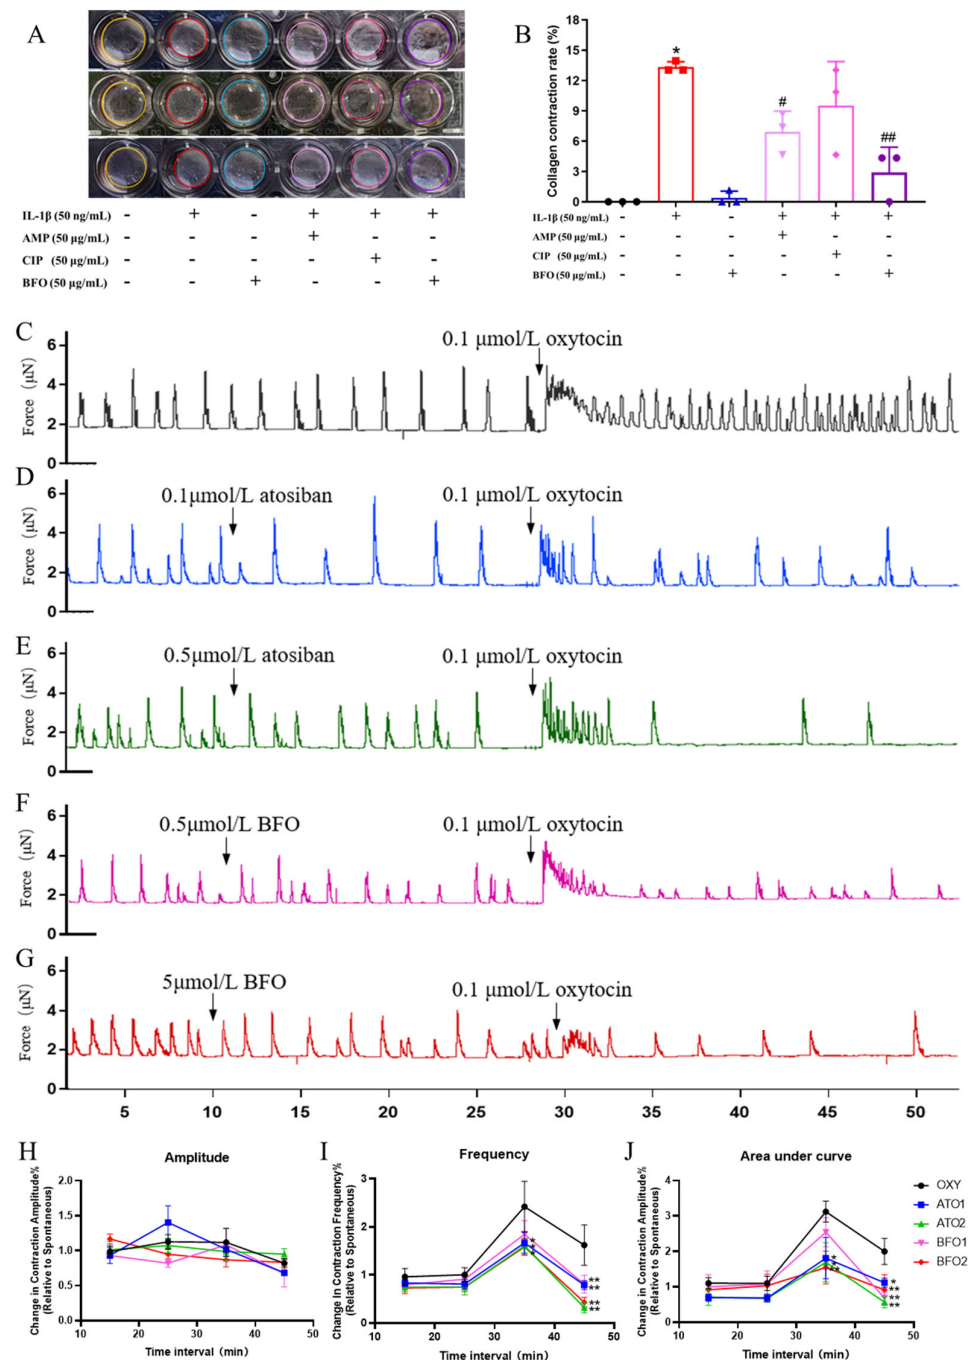 A
IL-1β (50 ng/mL) - + - + + +
AMP (50 μg/mL) - - - + - -
CIP (50 μg/mL) - - - - + -
BFO (50 μg/mL) - - + - - +
B
Collagen contraction rate (%)
15
12
9
6
3
0
*
#
##
IL-1β (50 ng/mL) - + - + + +
AMP (50 μg/mL) - - - + - -
CIP (50 μg/mL) - - - - + -
BFO (50 μg/mL) - - + - - +
C
Force (μN)
6
4
2
0
0.1 μmol/L oxytocin
D
Force (μN)
6
4
2
0
0.1μmol/L atosiban
0.1 μmol/L oxytocin
E
Force (μN)
6
4
2
0
0.5μmol/L atosiban
0.1 μmol/L oxytocin
F
Force (μN)
6
4
2
0
0.5μmol/L BFO
0.1 μmol/L oxytocin
G
Force (μN)
6
4
2
0
5μmol/L BFO
0.1 μmol/L oxytocin
5 10 15 20 25 30 35 40 45 50
H
Amplitude
Change in Contraction Amplitude%
(Relative to Spontaneous)
2.0
1.5
1.0
0.5
0.0
10 20 30 40 50
Time interval (min)
I
Frequency
Change in Contraction Frequency%
(Relative to Spontaneous)
3
2
1
0
*
*
**
**
**
**
10 20 30 40 50
Time interval (min)
J
Area under curve
Change in Contraction Area%
(Relative to Spontaneous)
4
3
2
1
0
*
*
**
*
**
**
**
10 20 30 40 50
Time interval (min)
OXY
ATO1
ATO2
BFO1
BFO2